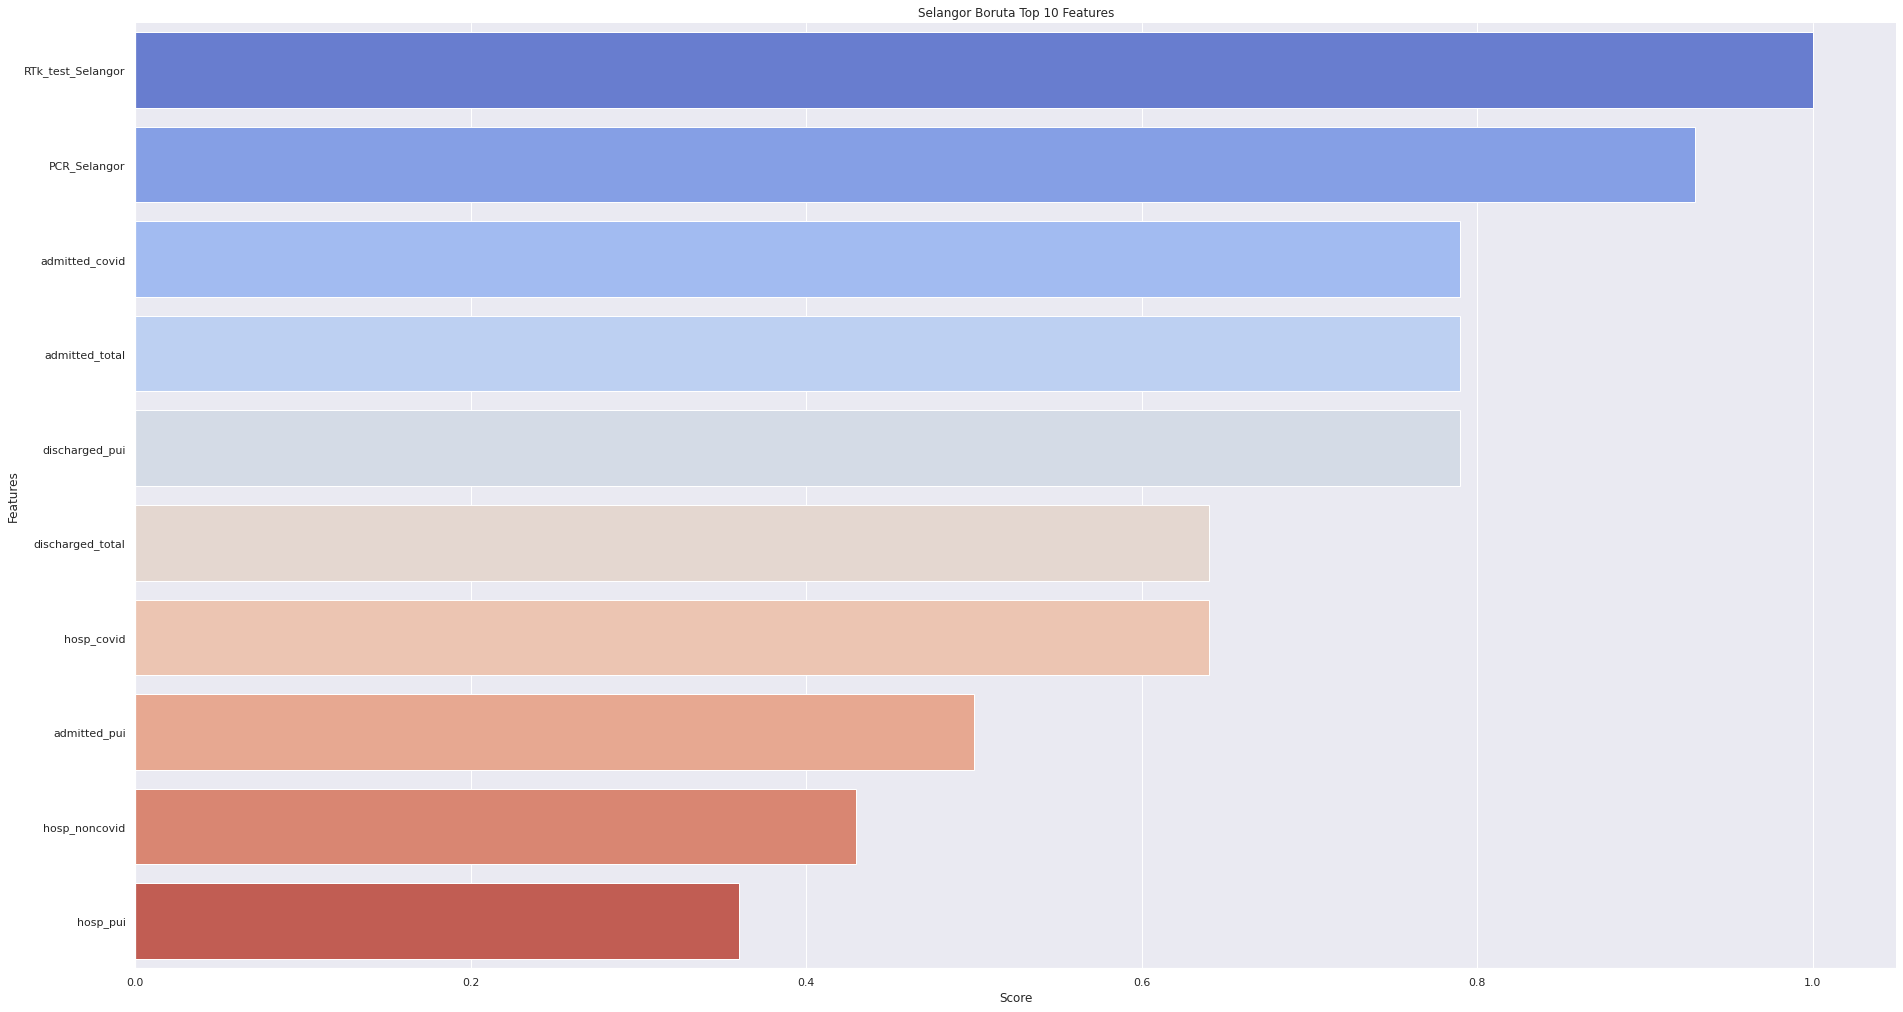 Selangor Boruta Top 10 Features
RTk_test_Selangor
PCR_Selangor
admitted_covid
admitted_total
discharged_pui
discharged_total
hosp_covid
admitted_pui
hosp_noncovid
hosp_pui
Features
0.0 0.2 0.4 0.6 0.8 1.0
Score